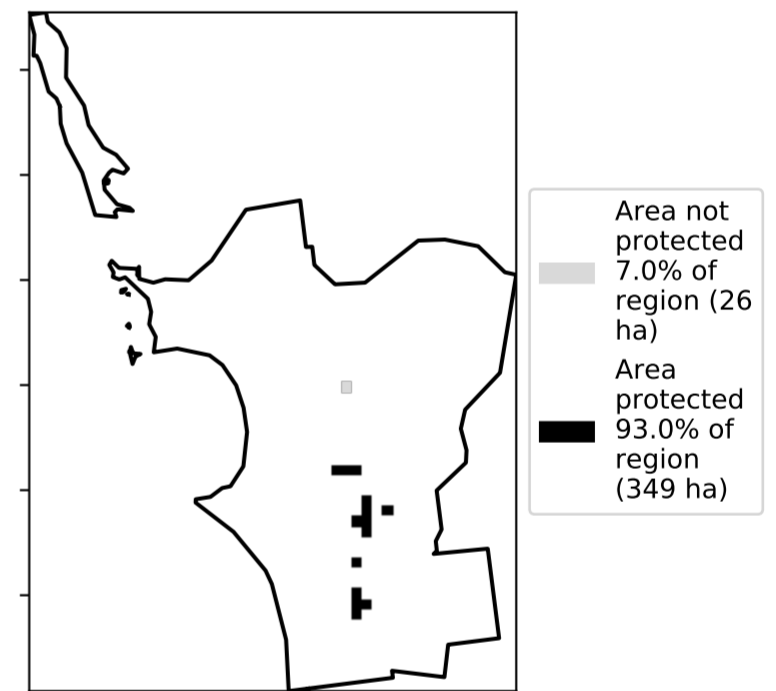 Area not
protected
7.0% of
region (26
ha)
Area
protected
93.0% of
region
(349 ha)